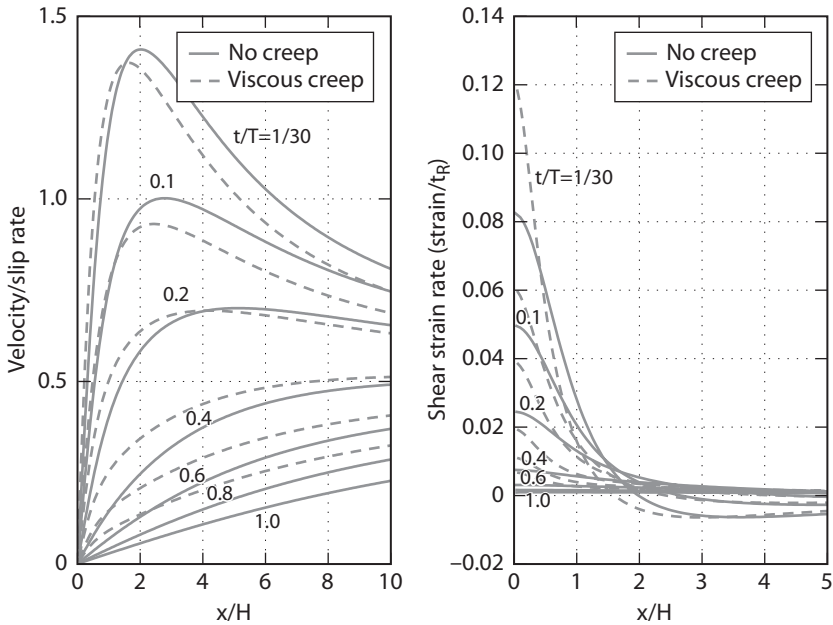 1.5
1.0
0.5
0
Velocity/slip rate
No creep
Viscous creep
t/T=1/30
0.1
0.2
0.4
0.6
0.8
1.0
0 2 4 6 8 10
x/H
0.14
0.12
0.10
0.08
0.06
0.04
0.02
0
−0.02
Shear strain rate (strain/t_R)
No creep
Viscous creep
t/T=1/30
0.1
0.2
0.4
0.6
1.0
0 1 2 3 4 5
x/H